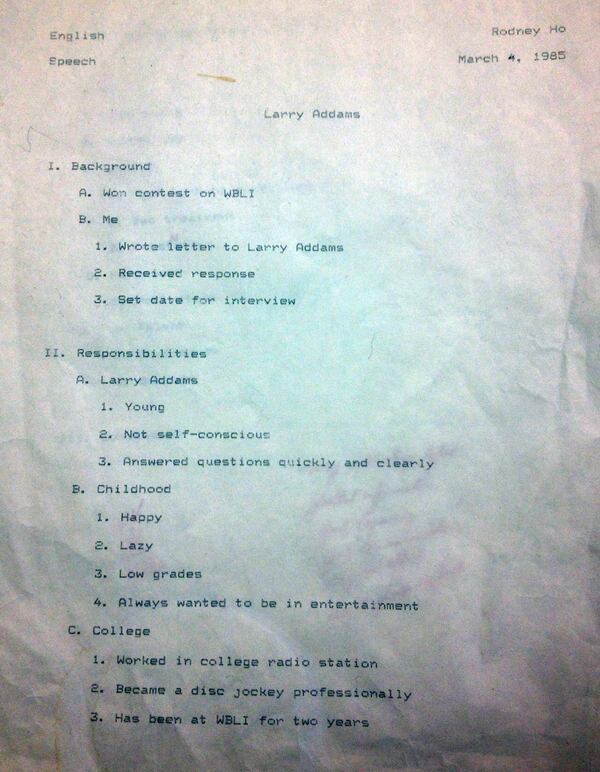 English
Rodney Ho
Speech
March 4, 1985
Larry Addams
I. Background
A. Won contest on WBLI
B. Me
1. Wrote letter to Larry Addams
2. Received response
3. Set date for interview
II. Responsibilities
A. Larry Addams
1. Young
2. Not self-conscious
3. Answered questions quickly and clearly
B. Childhood
1. Happy
2. Lazy
3. Low grades
4. Always wanted to be in entertainment
C. College
1. Worked in college radio station
2. Became a disc jockey professionally
3. Has been at WBLI for two years